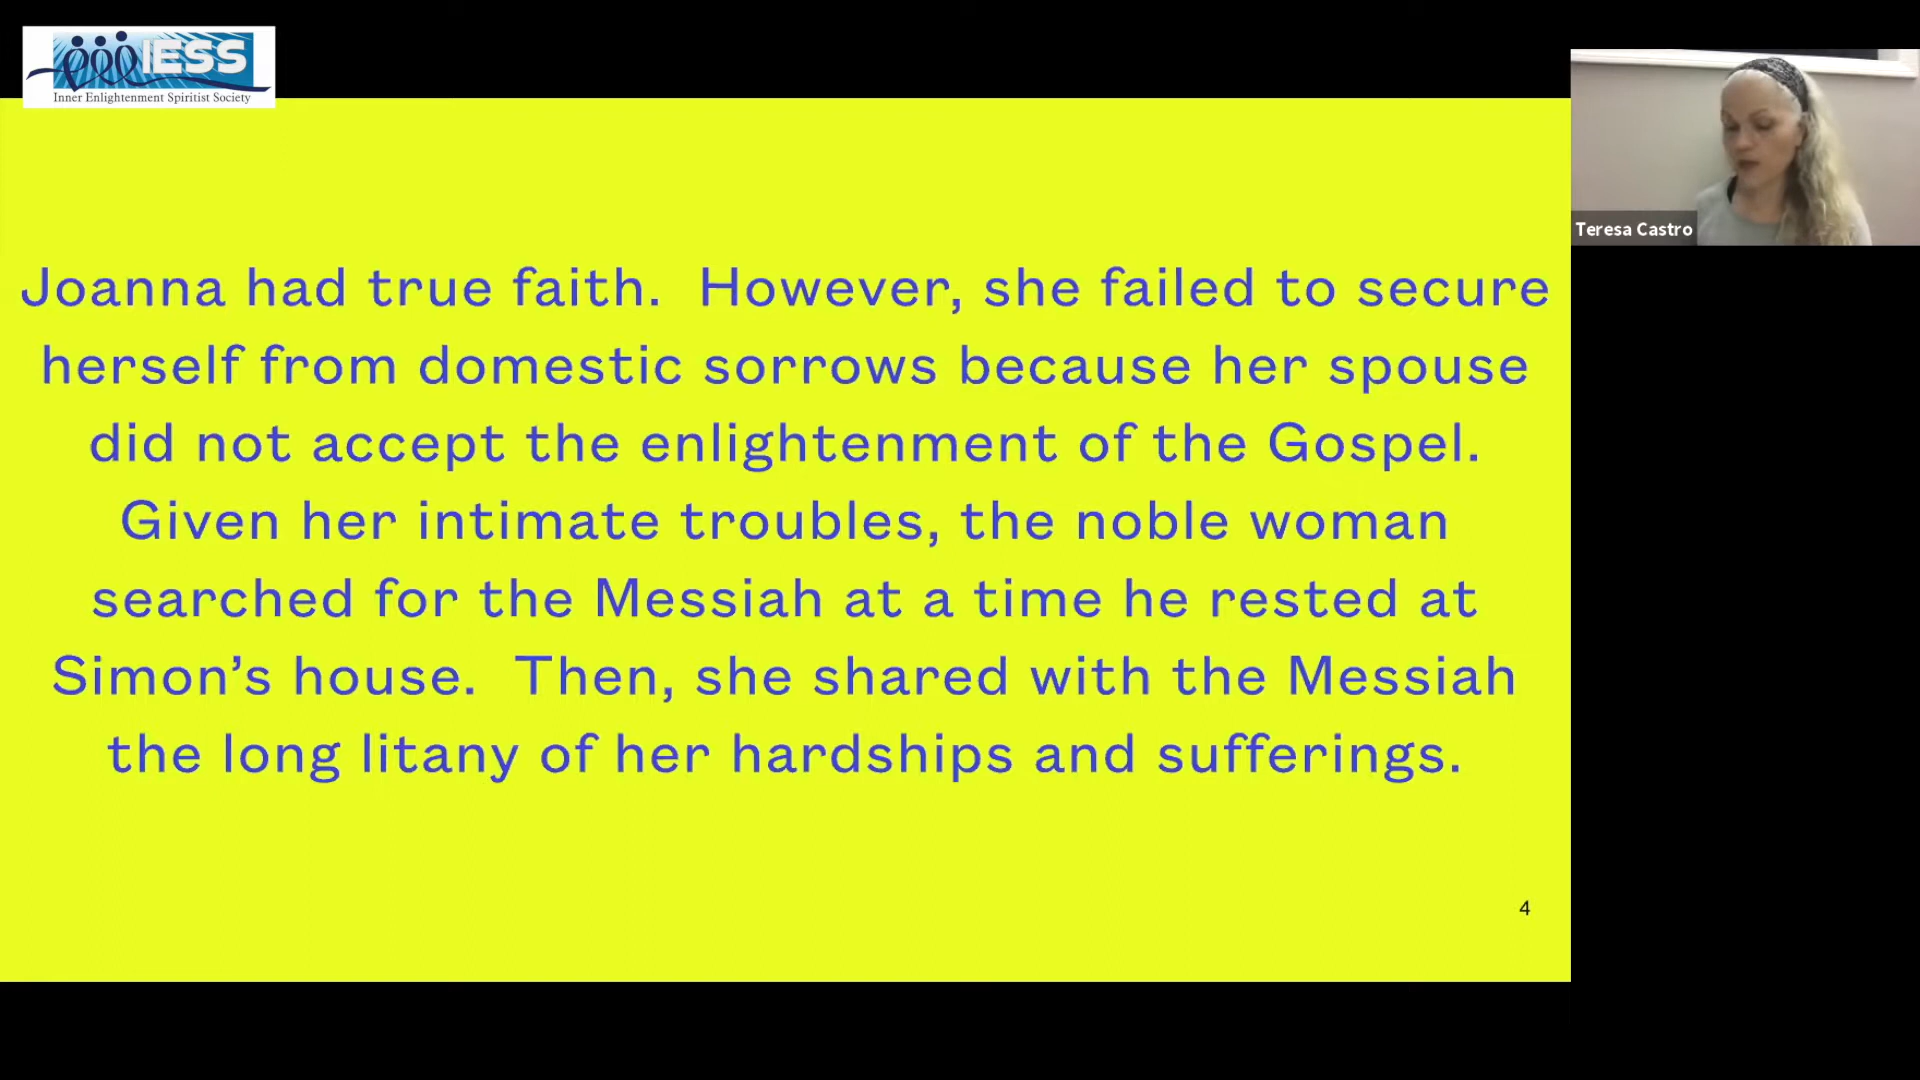 IESS
Inner Enlightenment Spiritist Society
Teresa Castro
Joanna had true faith.  However, she failed to secure
herself from domestic sorrows because her spouse
did not accept the enlightenment of the Gospel.
Given her intimate troubles, the noble woman
searched for the Messiah at a time he rested at
Simon’s house.  Then, she shared with the Messiah
the long litany of her hardships and sufferings.
4